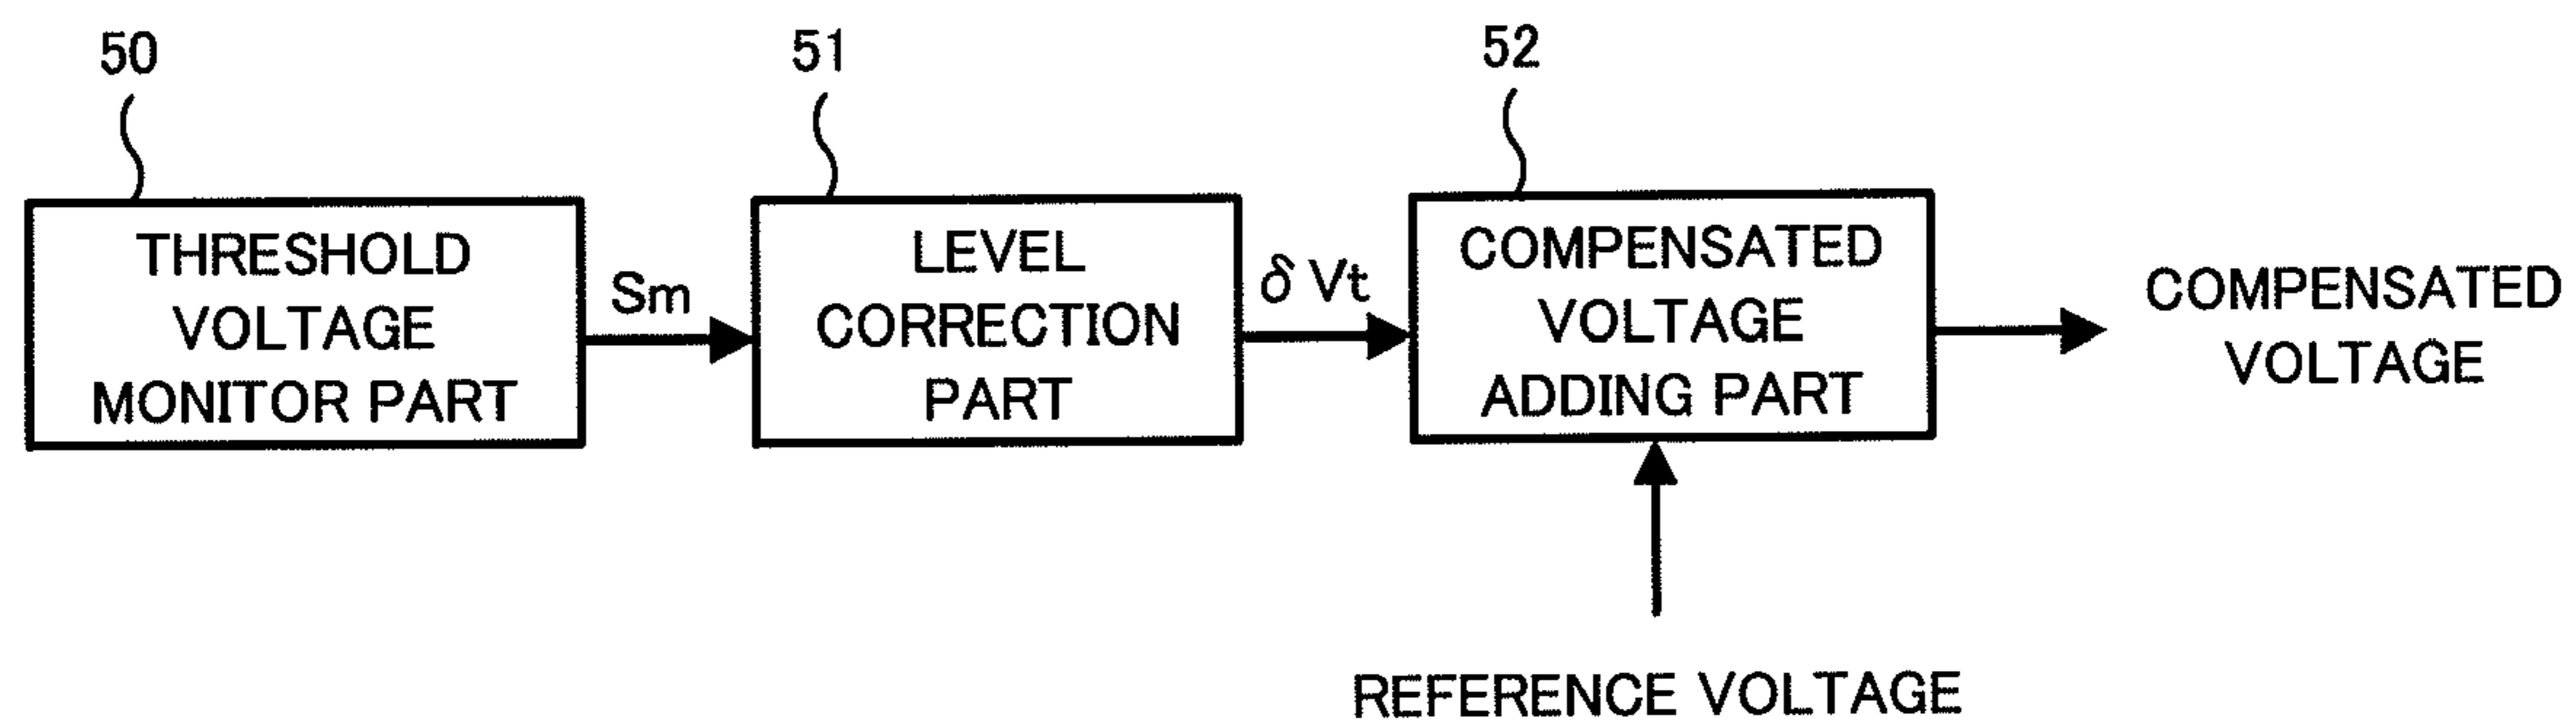 50
51
52
THRESHOLD
VOLTAGE
MONITOR PART
Sm
LEVEL
CORRECTION
PART
δ Vt
COMPENSATED
VOLTAGE
ADDING PART
COMPENSATED
VOLTAGE
REFERENCE VOLTAGE